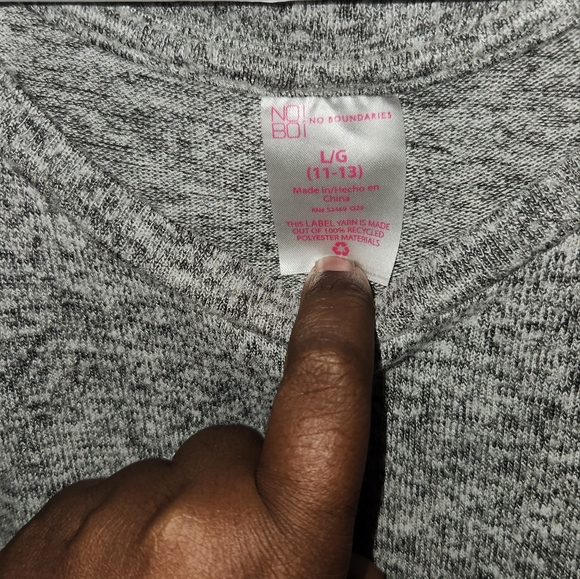 NO!
BO!
NO BOUNDARIES
L/G
(11-13)
Made in/Hecho en
China
THIS LABEL YARN IS MADE
OUT OF 100% RECYCLED
POLYESTER MATERIALS